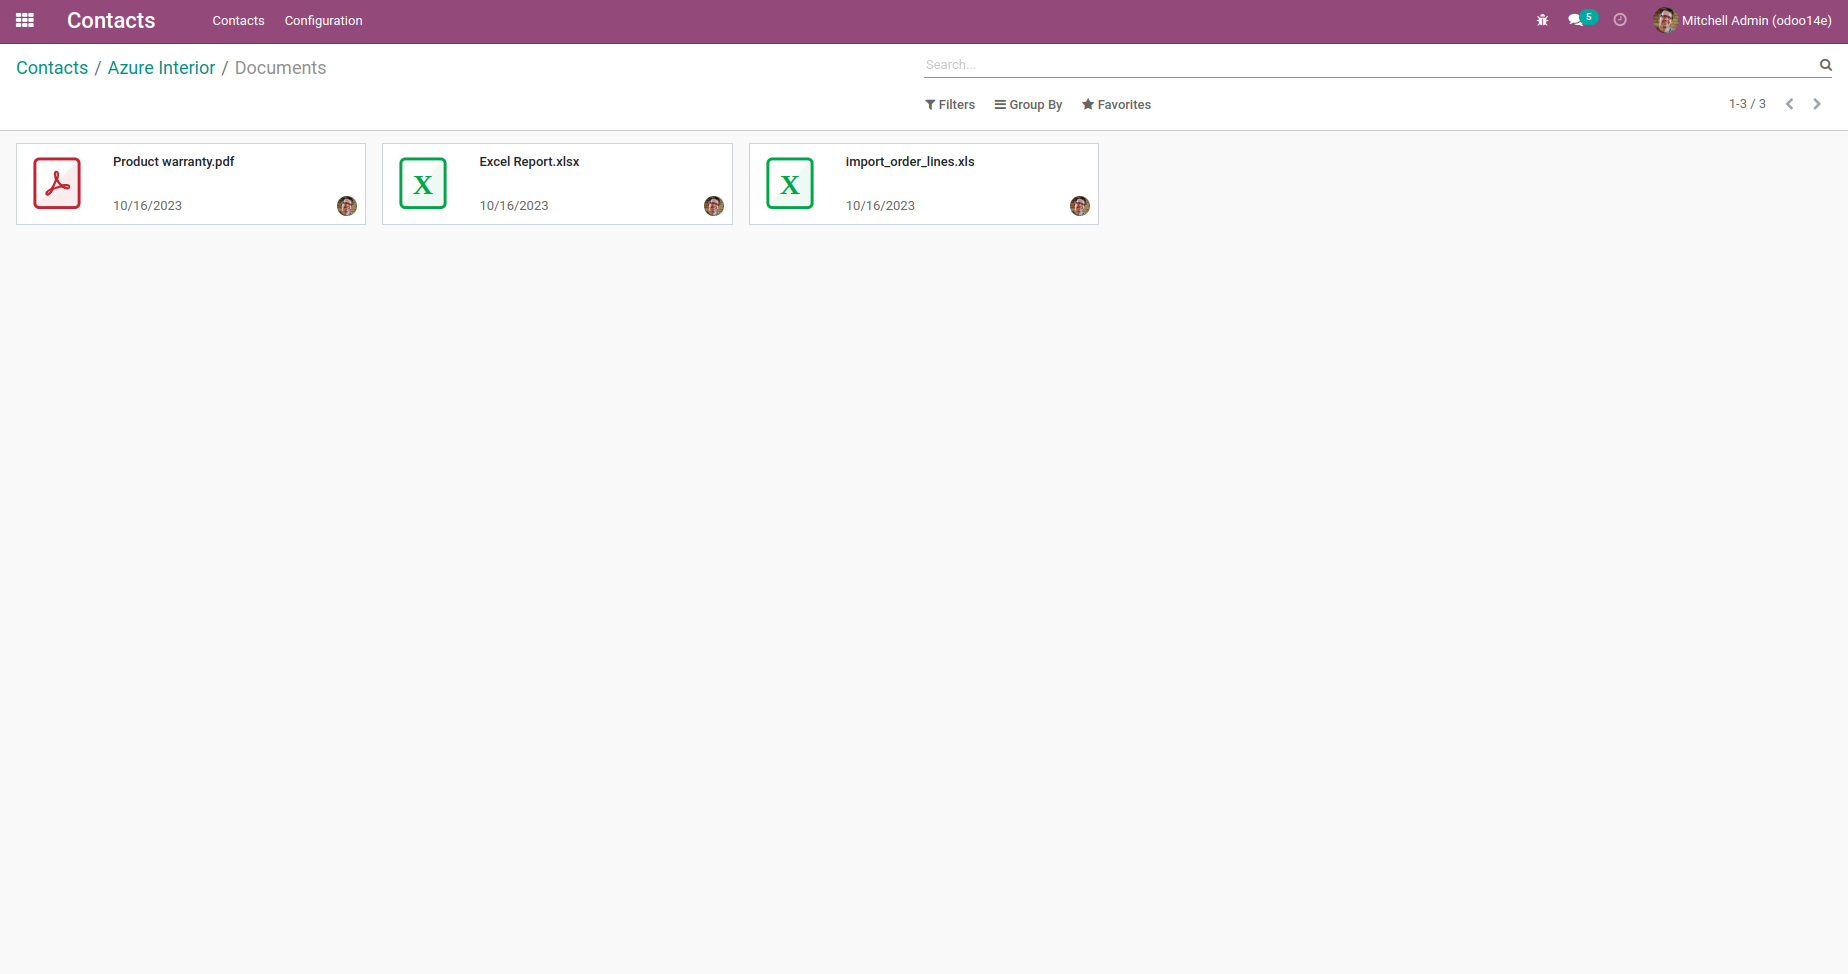 Contacts Contacts Configuration 5 Mitchell Admin (odoo14e)
Contacts / Azure Interior / Documents
Search...
Filters Group By Favorites 1-3 / 3
Product warranty.pdf
10/16/2023
X
Excel Report.xlsx
10/16/2023
X
import_order_lines.xls
10/16/2023